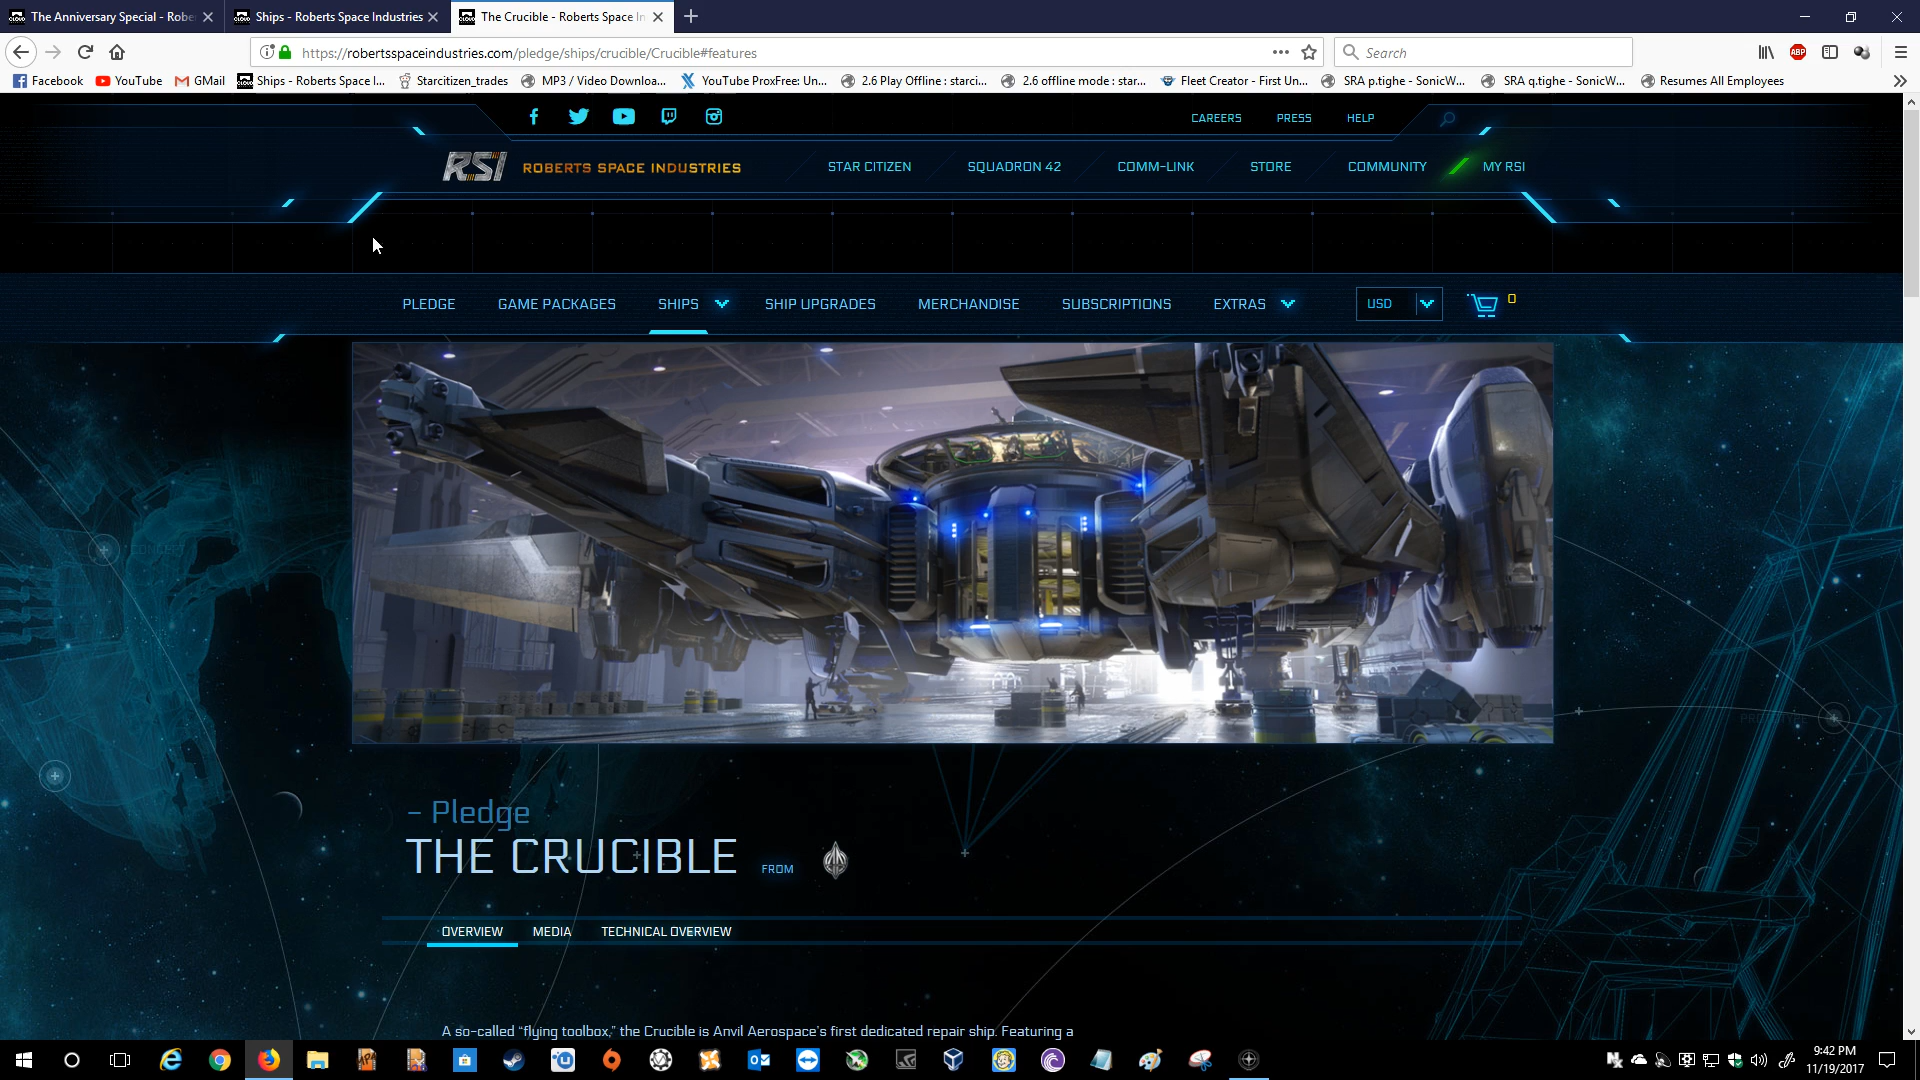 The Anniversary Special - Robe
Ships - Roberts Space Industries
The Crucible - Roberts Space In
https://robertsspaceindustries.com/pledge/ships/crucible/Crucible#features
Search
ABP
Facebook
YouTube
GMail
Ships - Roberts Space I...
Starcitizen_trades
MP3 / Video Downloa...
YouTube ProxFree: Un...
2.6 Play Offline : starci...
2.6 offline mode : star...
Fleet Creator - First Un...
SRA p.tighe - SonicW...
SRA q.tighe - SonicW...
Resumes All Employees
CAREERS
PRESS
HELP
RSI
ROBERTS SPACE INDUSTRIES
STAR CITIZEN
SQUADRON 42
COMM-LINK
STORE
COMMUNITY
MY RSI
PLEDGE
GAME PACKAGES
SHIPS
SHIP UPGRADES
MERCHANDISE
SUBSCRIPTIONS
EXTRAS
USD
0
- Pledge
THE CRUCIBLE
FROM
OVERVIEW
MEDIA
TECHNICAL OVERVIEW
A so-called “flying toolbox,” the Crucible is Anvil Aerospace’s first dedicated repair ship. Featuring a
9:42 PM
11/19/2017